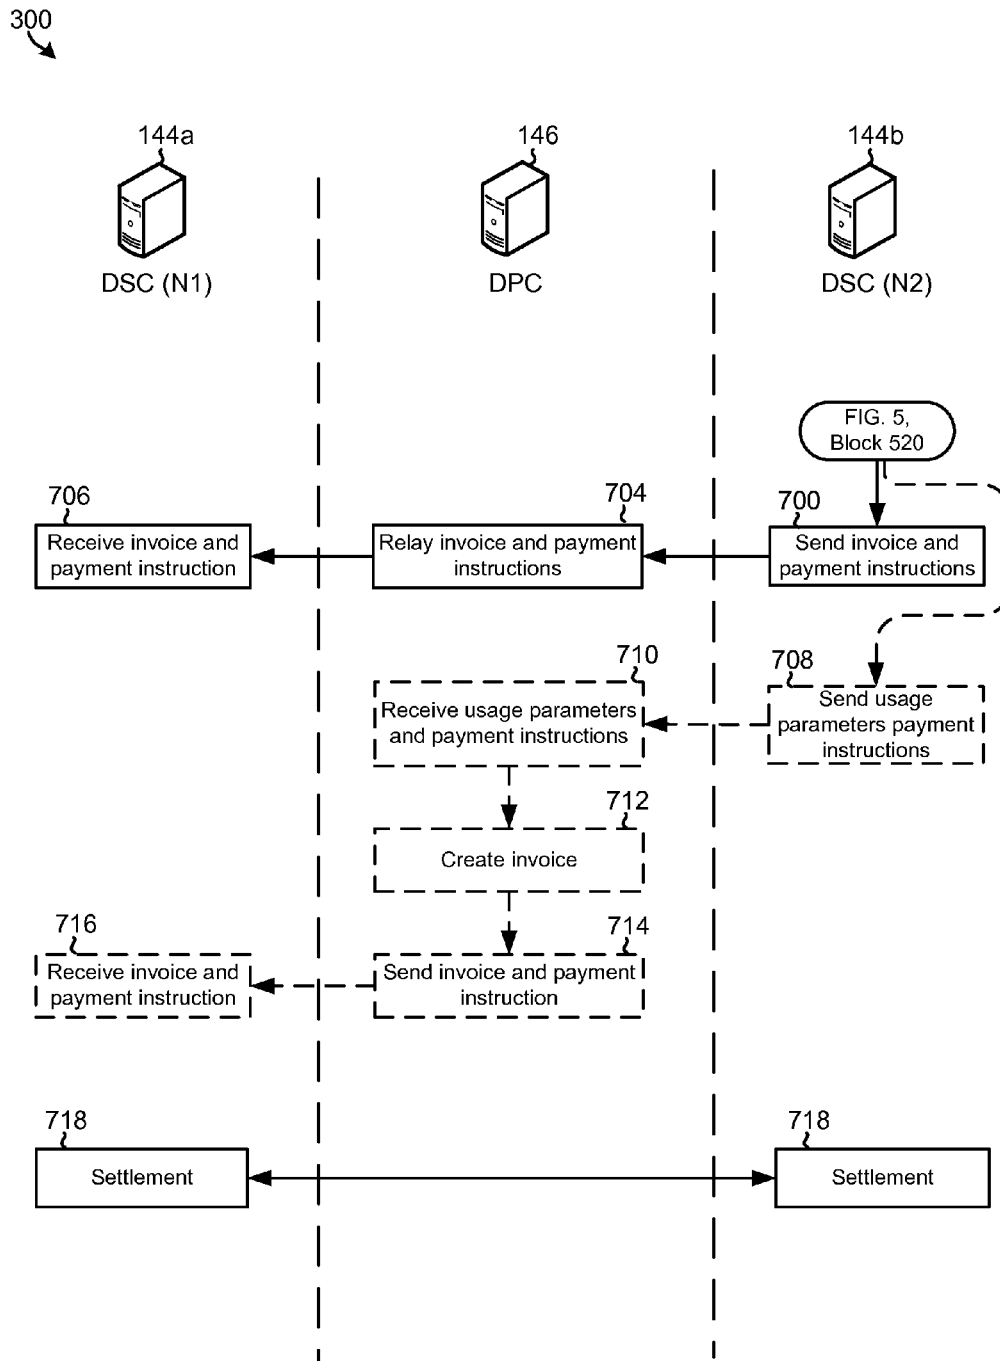 300
144a
146
144b
DSC (N1)
DPC
DSC (N2)
FIG. 5,
Block 520
706
704
700
Receive invoice and
payment instruction
Relay invoice and payment
instructions
Send invoice and
payment instructions
710
708
Receive usage parameters
and payment instructions
Send usage
parameters payment
instructions
712
Create invoice
716
714
Receive invoice and
payment instruction
Send invoice and payment
instruction
718
718
Settlement
Settlement